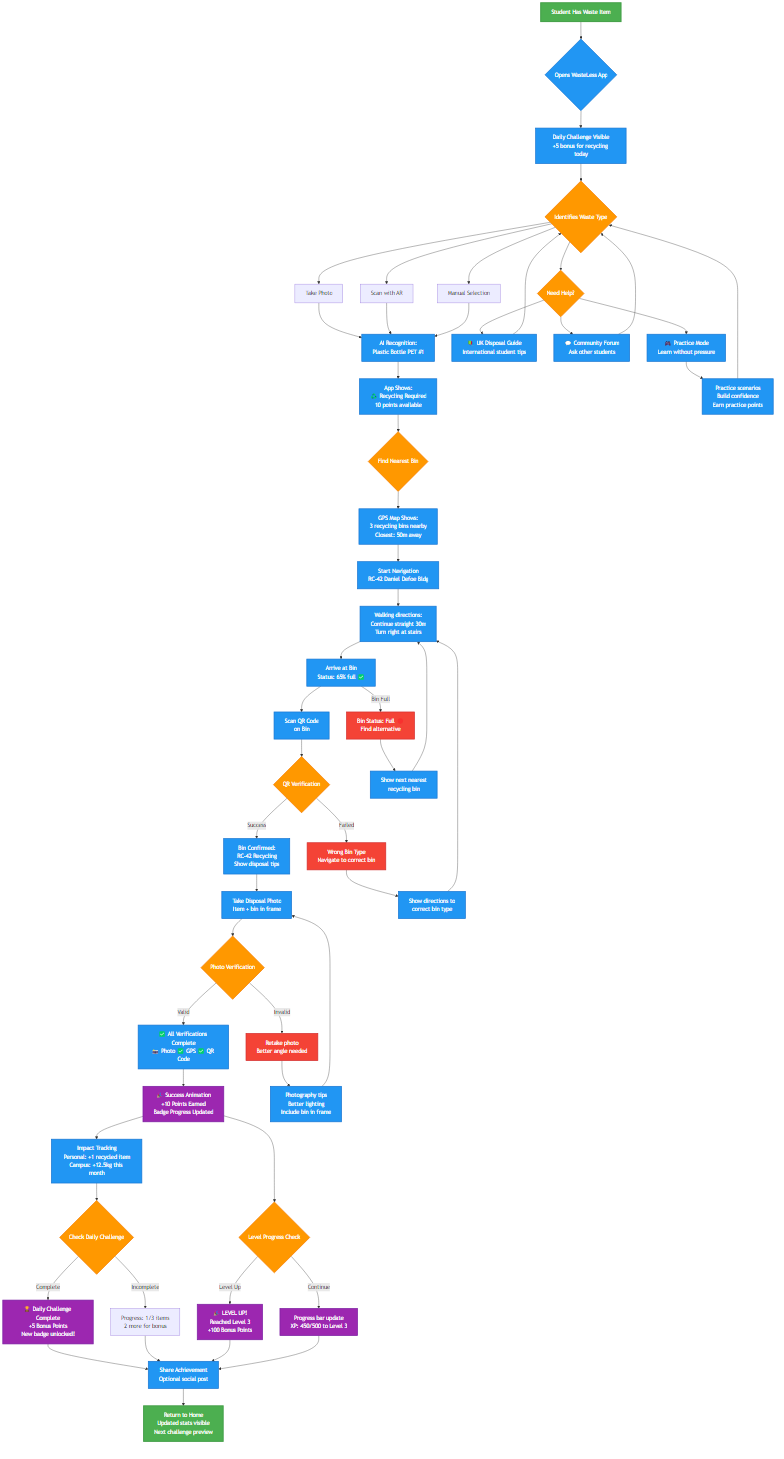 Student Has Waste Item
Opens WasteLess App
Daily Challenge Visible
+5 bonus for recycling
today
Identifies Waste Type
Take Photo
Scan with AR
Manual Selection
Need Help?
AI Recognition:
Plastic Bottle PET #1
UK Disposal Guide
International student tips
Community Forum
Ask other students
Practice Mode
Learn without pressure
App Shows:
Recycling Required
10 points available
Practice scenarios
Build confidence
Earn practice points
Find Nearest Bin
GPS Map Shows:
3 recycling bins nearby
Closest: 50m away
Start Navigation
RC-42 Daniel Defoe Bldg
Walking directions:
Continue straight 30m
Turn right at stairs
Arrive at Bin
Status: 65% full ✅
Bin Full
Scan QR Code
on Bin
Bin Status: Full
Find alternative
QR Verification
Show next nearest
recycling bin
Success
Failed
Bin Confirmed:
RC-42 Recycling
Show disposal tips
Wrong Bin Type
Navigate to correct bin
Take Disposal Photo
Item + bin in frame
Show directions to
correct bin type
Photo Verification
Valid
Invalid
✅ All Verifications
Complete
📷 Photo ✅ GPS ✅ QR
Code
Retake photo
Better angle needed
Success Animation
+10 Points Earned
Badge Progress Updated
Photography tips
Better lighting
Include bin in frame
Impact Tracking
Personal: +1 recycled item
Campus: +12.5kg this
month
Check Daily Challenge
Level Progress Check
Complete
Incomplete
Level Up
Continue
🏆 Daily Challenge
Complete
+5 Bonus Points
New badge unlocked!
Progress: 1/3 items
2 more for bonus
LEVEL UP!
Reached Level 3
+100 Bonus Points
Progress bar update
XP: 450/500 to Level 3
Share Achievement
Optional social post
Return to Home
Updated stats visible
Next challenge preview